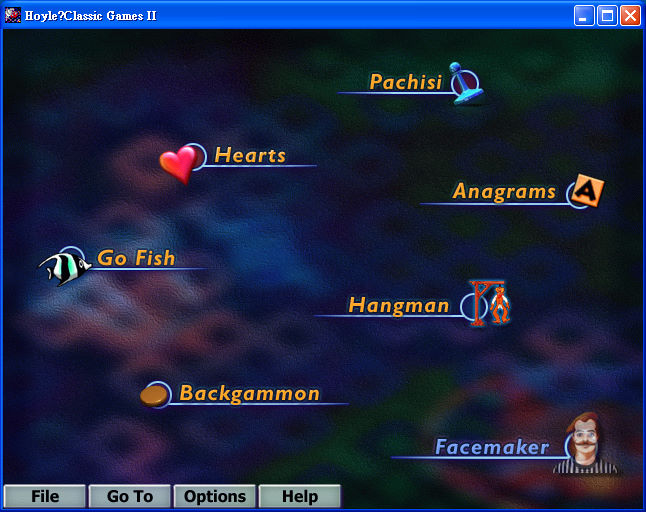 Hoyle?Classic Games II
Pachisi
Hearts
Anagrams
A
Go Fish
Hangman
Backgammon
Facemaker
File
Go To
Options
Help